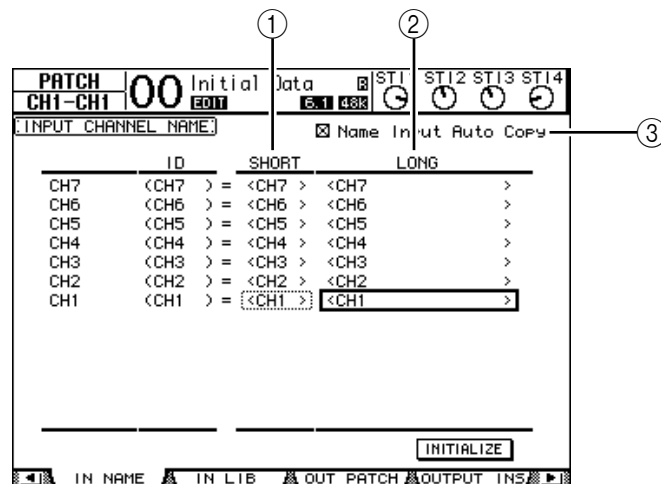 ① ②
PATCH 00 Initial Data R ST1 ST12 ST13 ST14
CH1-CH1 EDIT 6.1 48k
INPUT CHANNEL NAME Name Input Auto Copy ③
ID SHORT LONG
CH7 (CH7 ) = <CH7 > <CH7 >
CH6 (CH6 ) = <CH6 > <CH6 >
CH5 (CH5 ) = <CH5 > <CH5 >
CH4 (CH4 ) = <CH4 > <CH4 >
CH3 (CH3 ) = <CH3 > <CH3 >
CH2 (CH2 ) = <CH2 > <CH2 >
CH1 (CH1 ) = <CH1 > <CH1 >
INITIALIZE
IN NAME IN LIB OUT PATCH OUTPUT INS